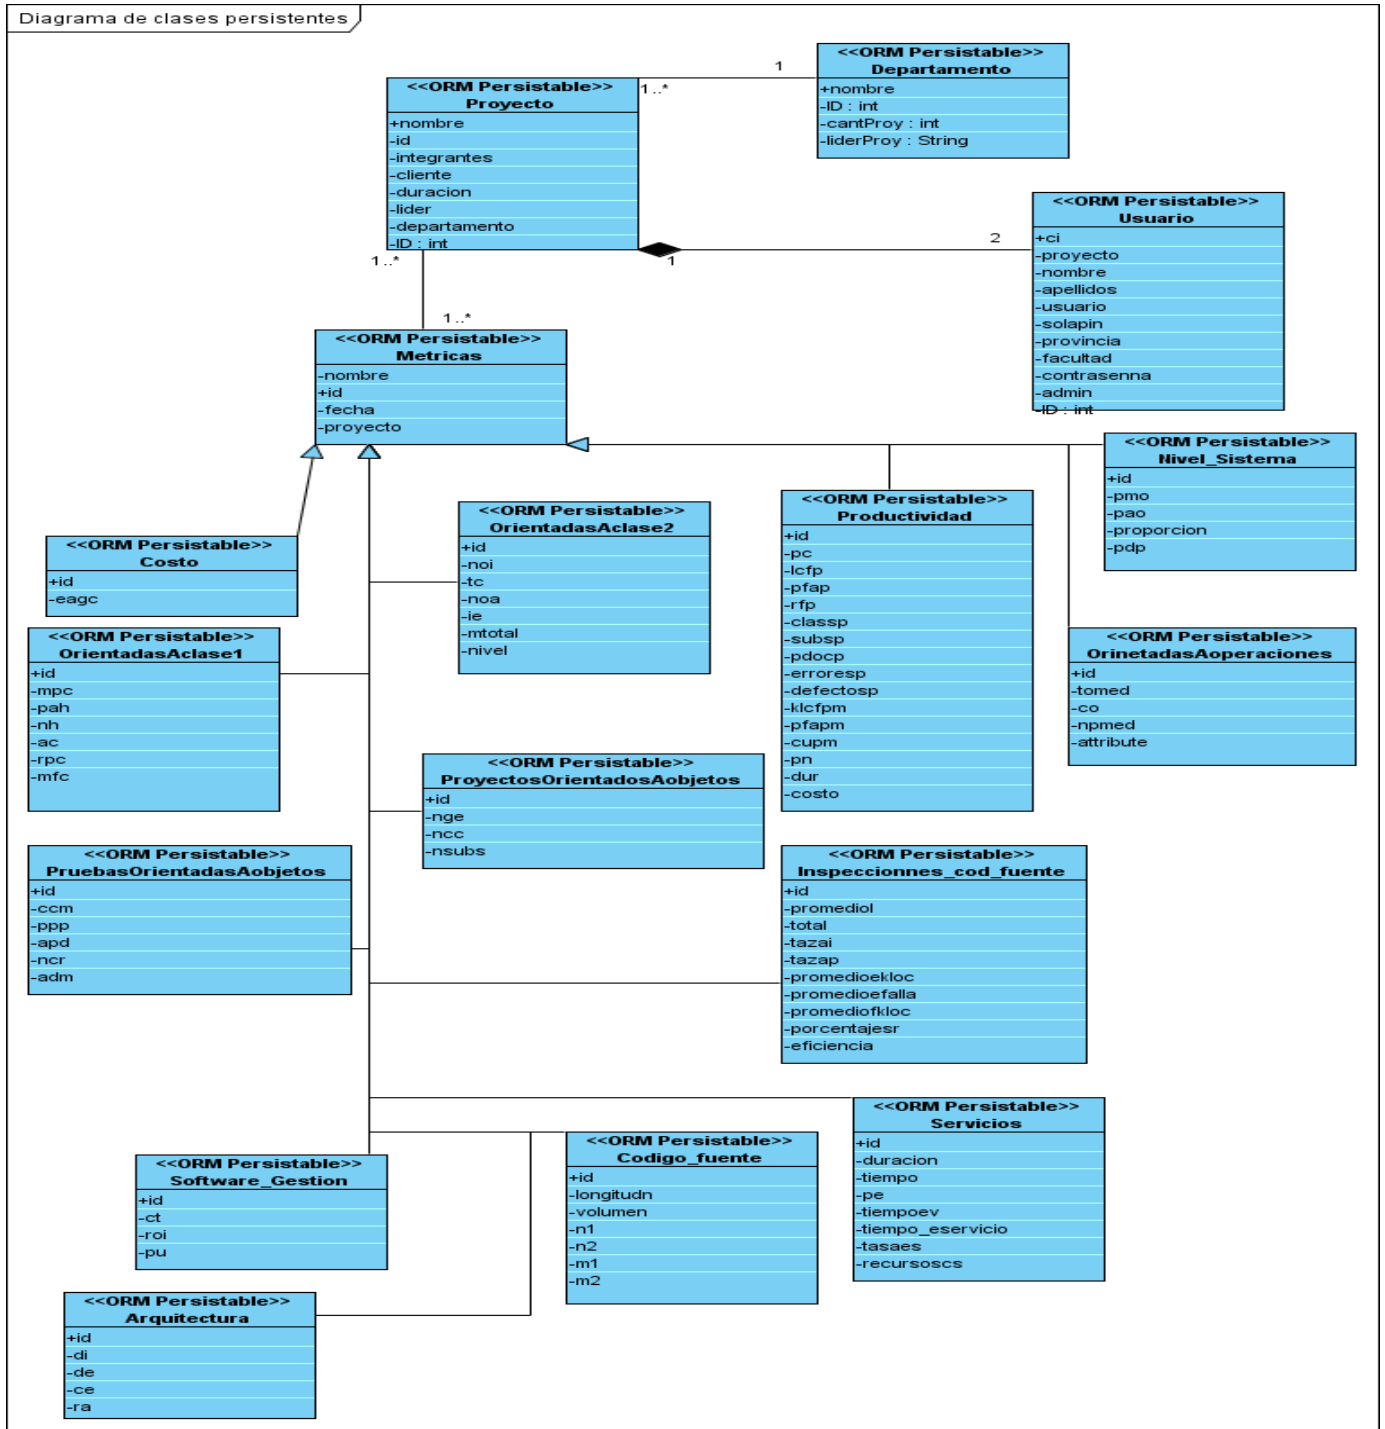 Diagrama de clases persistentes
<<ORM Persistable>>
Departamento
+nombre
-ID : int
-cantProy : int
-liderProy : String
1
1..*
<<ORM Persistable>>
Proyecto
+nombre
-id
-integrantes
-cliente
-duracion
-lider
-departamento
-ID : int
<<ORM Persistable>>
Usuario
+ci
-proyecto
-nombre
-apellidos
-usuario
-solapin
-provincia
-facultad
-contrasenna
-admin
-ID : int
2
1
1..*
1..*
<<ORM Persistable>>
Metricas
-nombre
+id
-fecha
-proyecto
<<ORM Persistable>>
Nivel_Sistema
+id
-pmo
-pao
-proporcion
-pdp
<<ORM Persistable>>
Productividad
+id
-pc
-lcfp
-pfap
-rfp
-classp
-subsp
-pdocp
-erroresp
-defectosp
-klcfpm
-pfapm
-cupm
-pn
-dur
-costo
<<ORM Persistable>>
OrientadasAclase2
+id
-noi
-tc
-noa
-ie
-mtotal
-nivel
<<ORM Persistable>>
Costo
+id
-eagc
<<ORM Persistable>>
OrientadasAclase1
+id
-mpc
-pah
-nh
-ac
-rpc
-mfc
<<ORM Persistable>>
OrinetadasAoperaciones
+id
-tomed
-co
-npmed
-attribute
<<ORM Persistable>>
ProyectosOrientadosAobjetos
+id
-nge
-ncc
-nsubs
<<ORM Persistable>>
PruebasOrientadasAobjetos
+id
-ccm
-ppp
-apd
-ncr
-adm
<<ORM Persistable>>
Inspeccionnes_cod_fuente
+id
-promediol
-total
-tazai
-tazap
-promedioekloc
-promedioefalla
-promediofkloc
-porcentajesr
-eficiencia
<<ORM Persistable>>
Servicios
+id
-duracion
-tiempo
-pe
-tiempoev
-tiempo_eservicio
-tasaes
-recursoscs
<<ORM Persistable>>
Codigo_fuente
+id
-longitudn
-volumen
-n1
-n2
-m1
-m2
<<ORM Persistable>>
Software_Gestion
+id
-ct
-roi
-pu
<<ORM Persistable>>
Arquitectura
+id
-di
-de
-ce
-ra